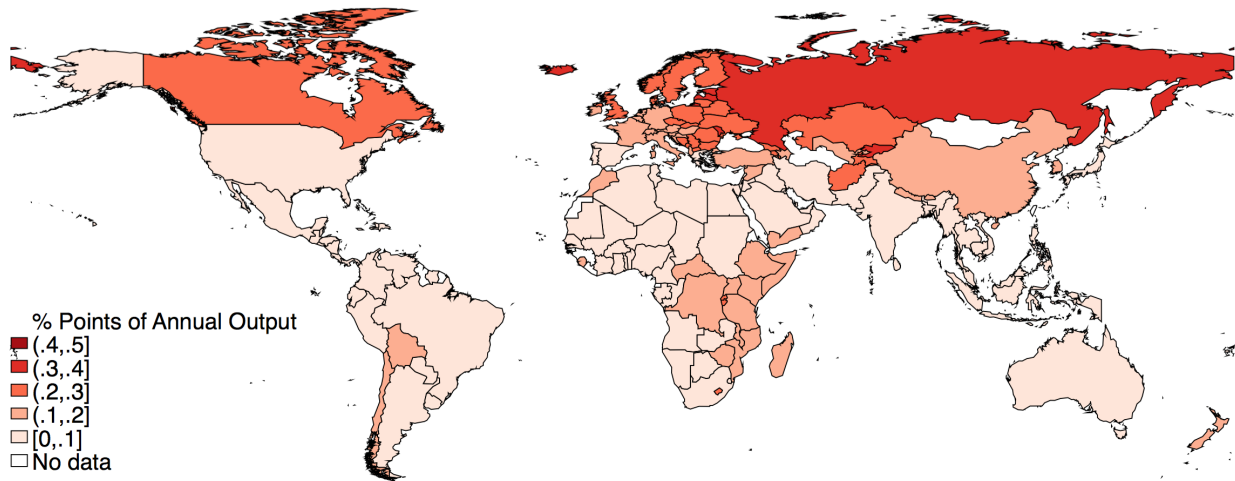 % Points of Annual Output
(.4,.5]
(.3,.4]
(.2,.3]
(.1,.2]
[0,.1]
No data